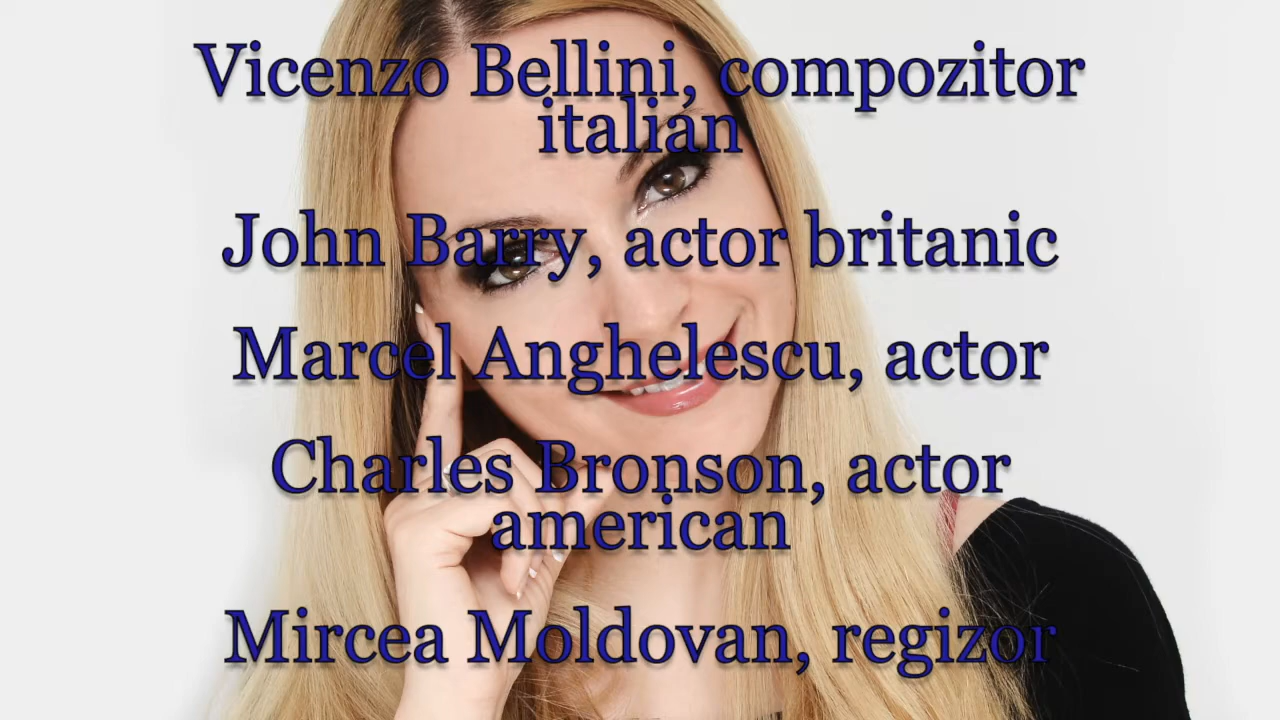 Vicenzo Bellini, compozitor
italian
John Barry, actor britanic
Marcel Anghelescu, actor
Charles Bronson, actor
american
Mircea Moldovan, regizor